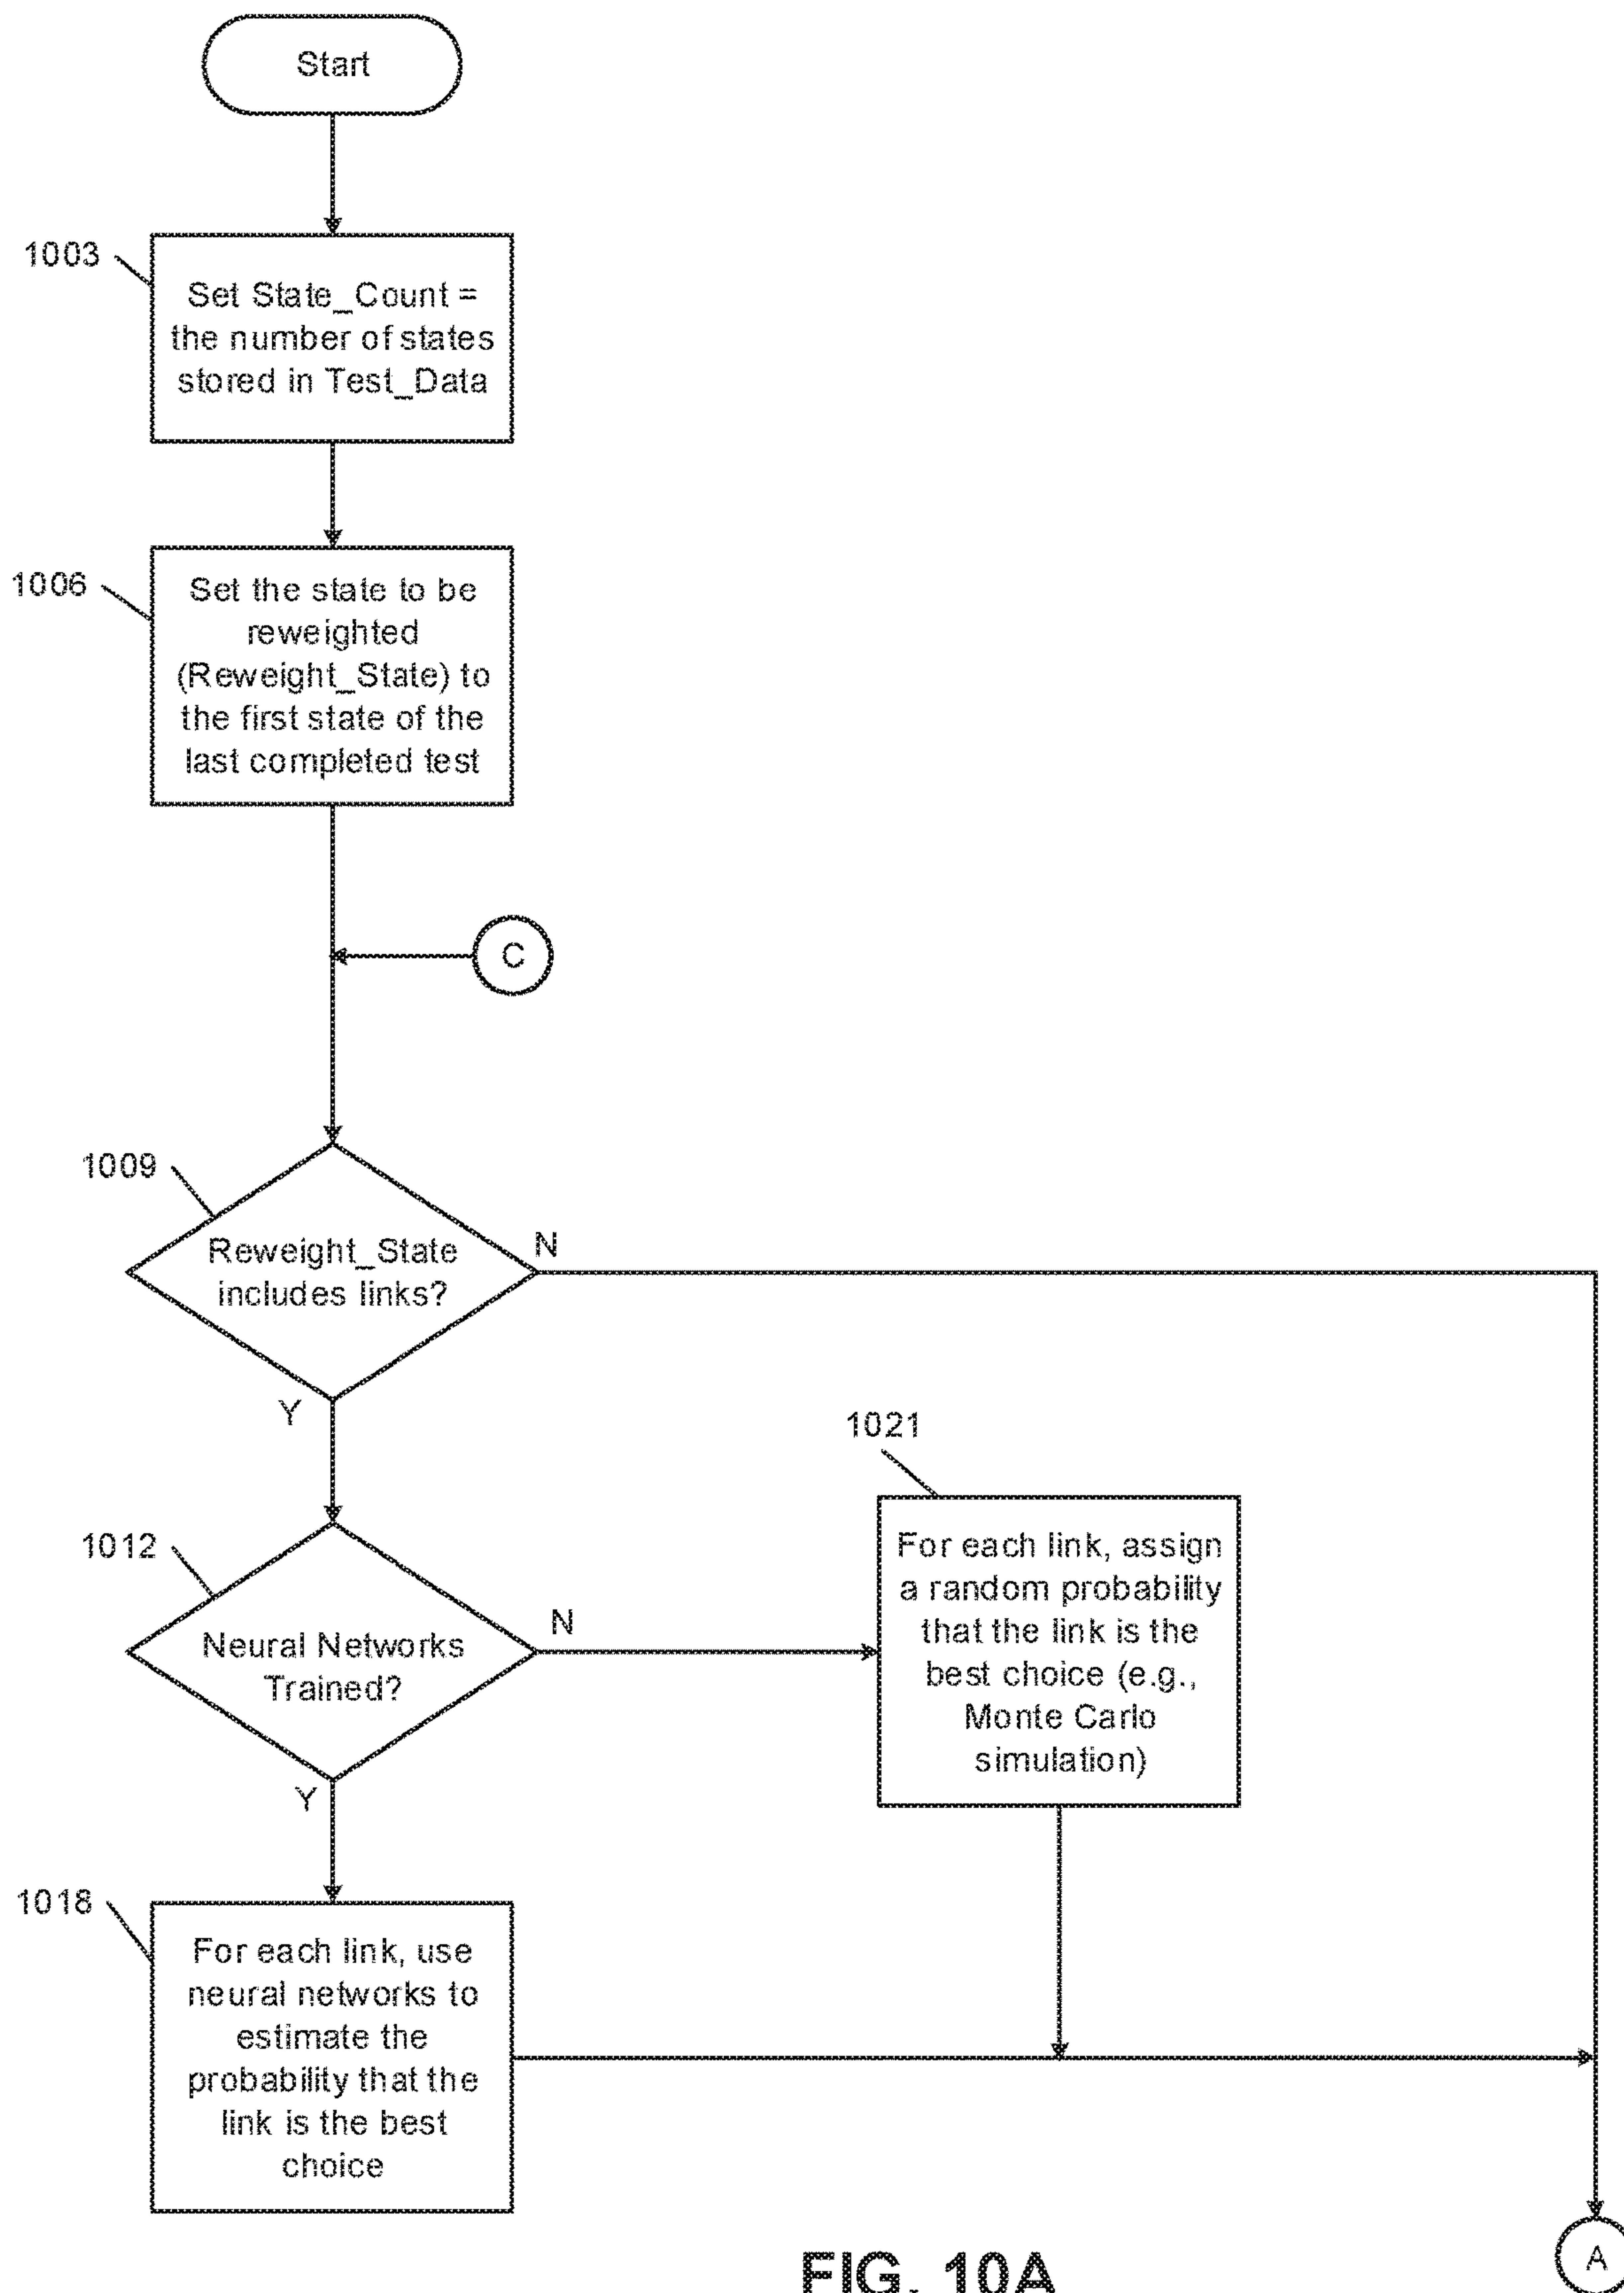 Start
1003
Set State_Count =
the number of states
stored in Test_Data
1006
Set the state to be
reweighted
(Reweight_State) to
the first state of the
last completed test
C
1009
Reweight_State
includes links?
N
Y
1021
For each link, assign
a random probability
that the link is the
best choice (e.g.,
Monte Carlo
simulation)
1012
Neural Networks
Trained?
N
Y
1018
For each link, use
neural networks to
estimate the
probability that the
link is the best
choice
A
FIG. 10A